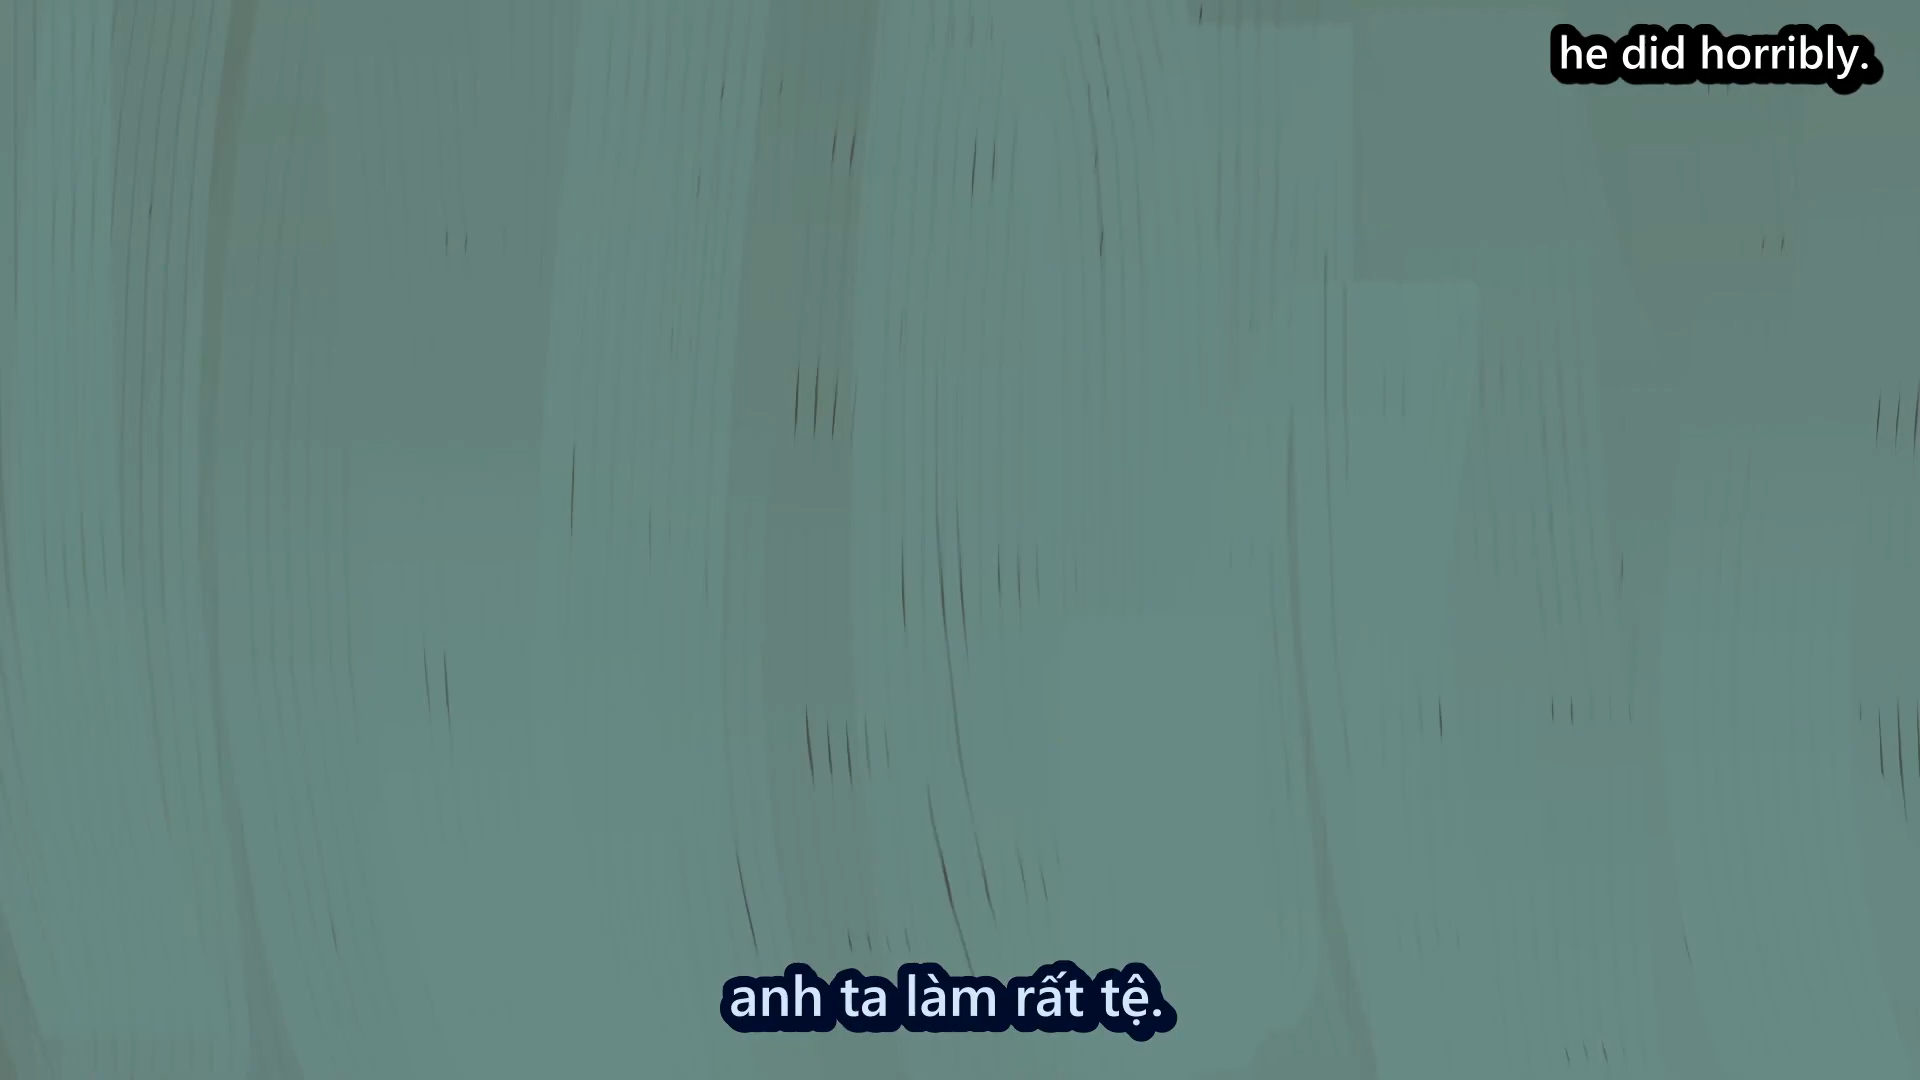 he did horribly.
anh ta làm rất tệ.